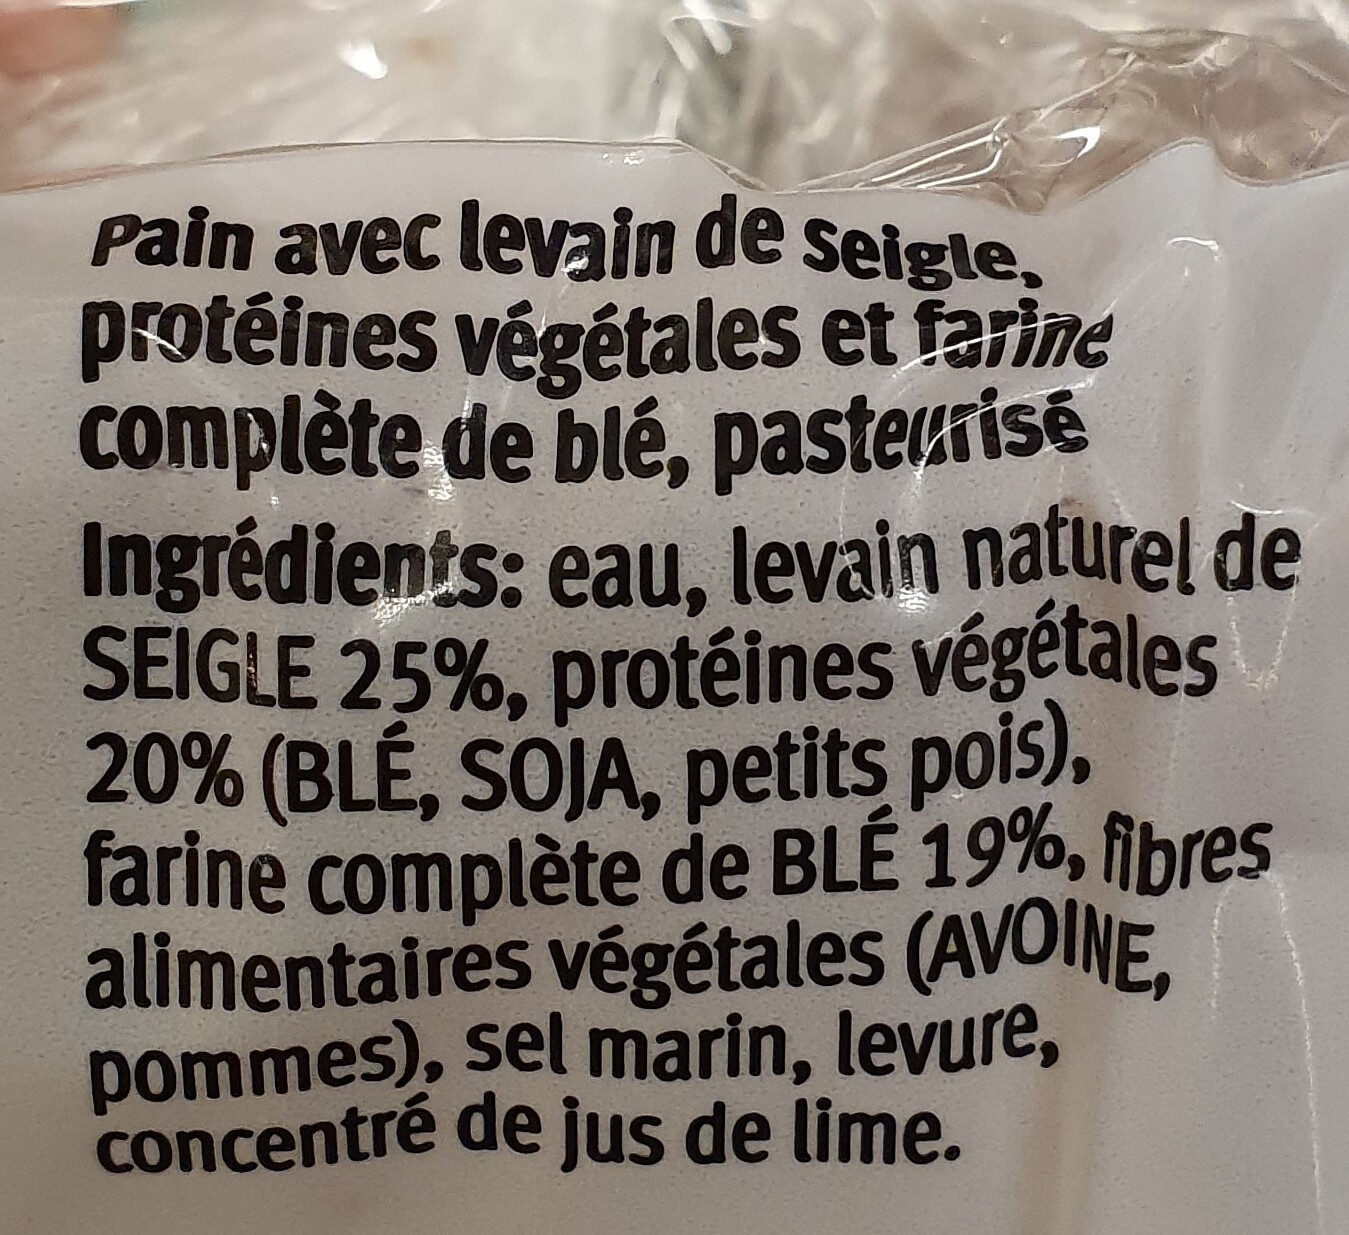 Pain avec levain de seigle,
protéines végétales et farine
complète de blé, pasteurisé
Ingrédients: eau, levain naturel de
SEIGLE 25%, protéines végétales
20% (BLÉ, SOJA, petits pois),
farine complète de BLÉ 19%, fibres
alimentaires végétales (AVOINE,
pommes), sel marin, levure,
concentré de jus de lime.